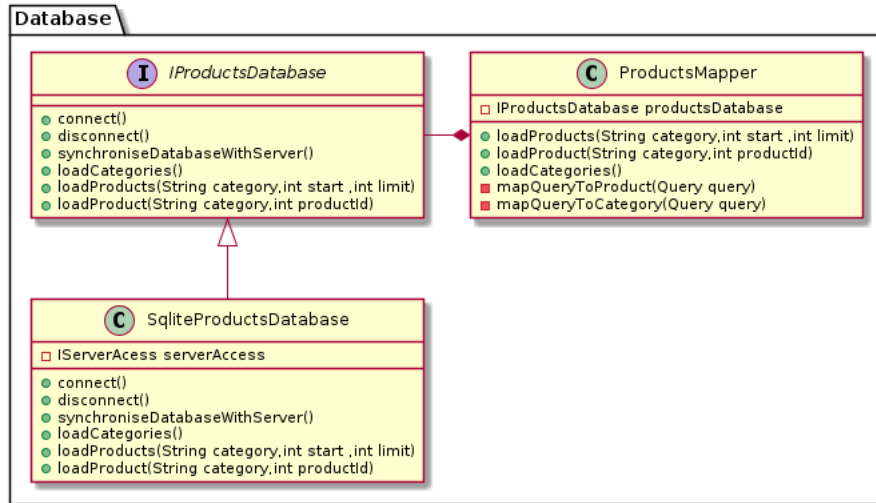 Database
I IProductsDatabase
connect()
disconnect()
synchroniseDatabaseWithServer()
loadCategories()
loadProducts(String category,int start ,int limit)
loadProduct(String category,int productId)
C ProductsMapper
IProductsDatabase productsDatabase
loadProducts(String category,int start ,int limit)
loadProduct(String category,int productId)
loadCategories()
mapQueryToProduct(Query query)
mapQueryToCategory(Query query)
C SqliteProductsDatabase
IServerAcess serverAccess
connect()
disconnect()
synchroniseDatabaseWithServer()
loadCategories()
loadProducts(String category,int start ,int limit)
loadProduct(String category,int productId)